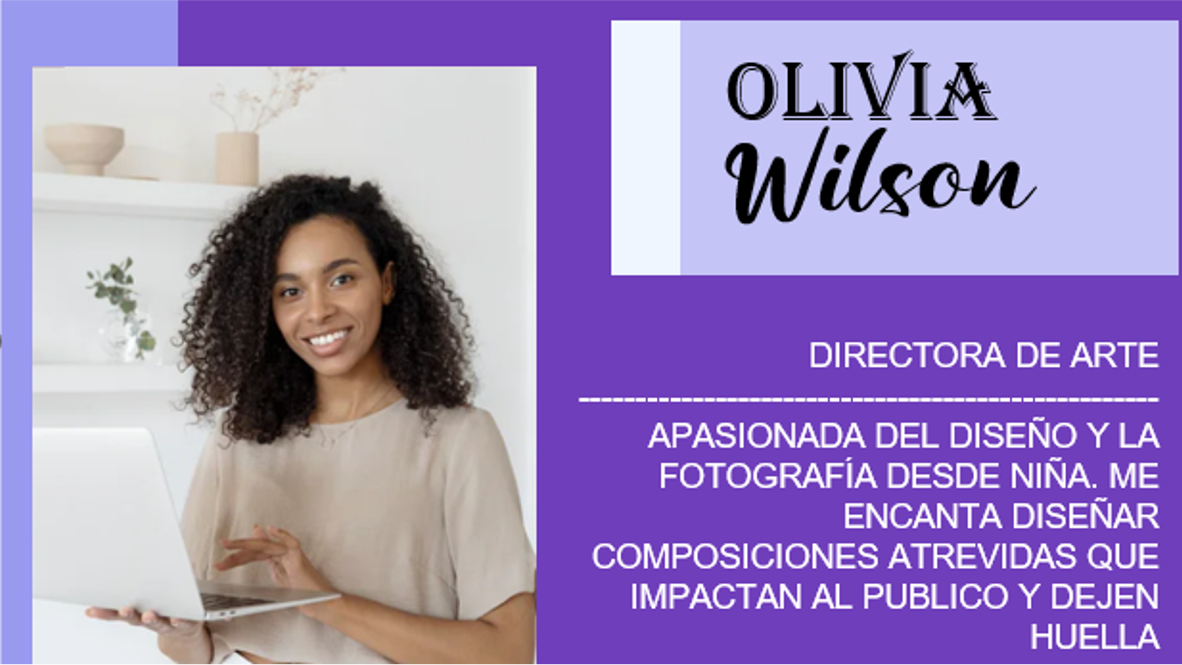 OLIVIA
Wilson
DIRECTORA DE ARTE
----------------------------------------------------
APASIONADA DEL DISEÑO Y LA
FOTOGRAFÍA DESDE NIÑA. ME
ENCANTA DISEÑAR
COMPOSICIONES ATREVIDAS QUE
IMPACTAN AL PUBLICO Y DEJEN
HUELLA